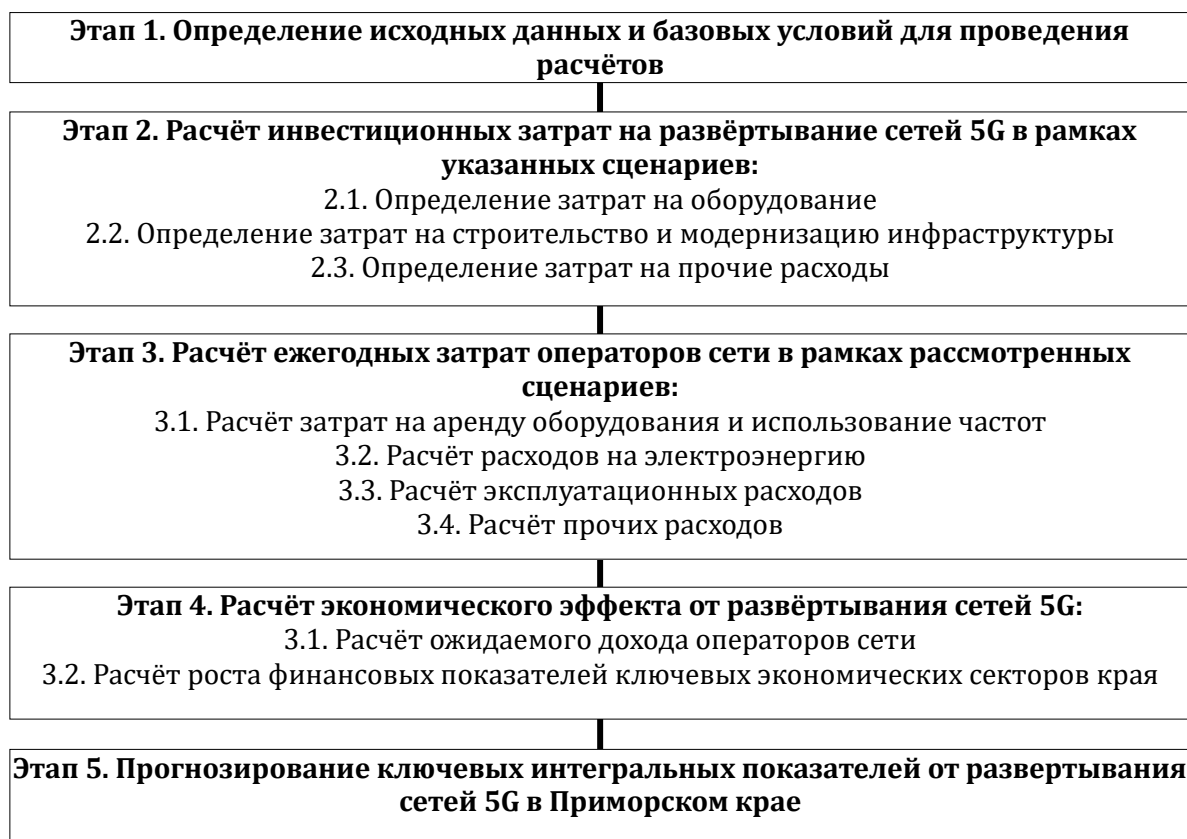 Этап 1. Определение исходных данных и базовых условий для проведения
расчётов
Этап 2. Расчёт инвестиционных затрат на развёртывание сетей 5G в рамках
указанных сценариев:
2.1. Определение затрат на оборудование
2.2. Определение затрат на строительство и модернизацию инфраструктуры
2.3. Определение затрат на прочие расходы
Этап 3. Расчёт ежегодных затрат операторов сети в рамках рассмотренных
сценариев:
3.1. Расчёт затрат на аренду оборудования и использование частот
3.2. Расчёт расходов на электроэнергию
3.3. Расчёт эксплуатационных расходов
3.4. Расчёт прочих расходов
Этап 4. Расчёт экономического эффекта от развёртывания сетей 5G:
3.1. Расчёт ожидаемого дохода операторов сети
3.2. Расчёт роста финансовых показателей ключевых экономических секторов края
Этап 5. Прогнозирование ключевых интегральных показателей от развертывания
сетей 5G в Приморском крае